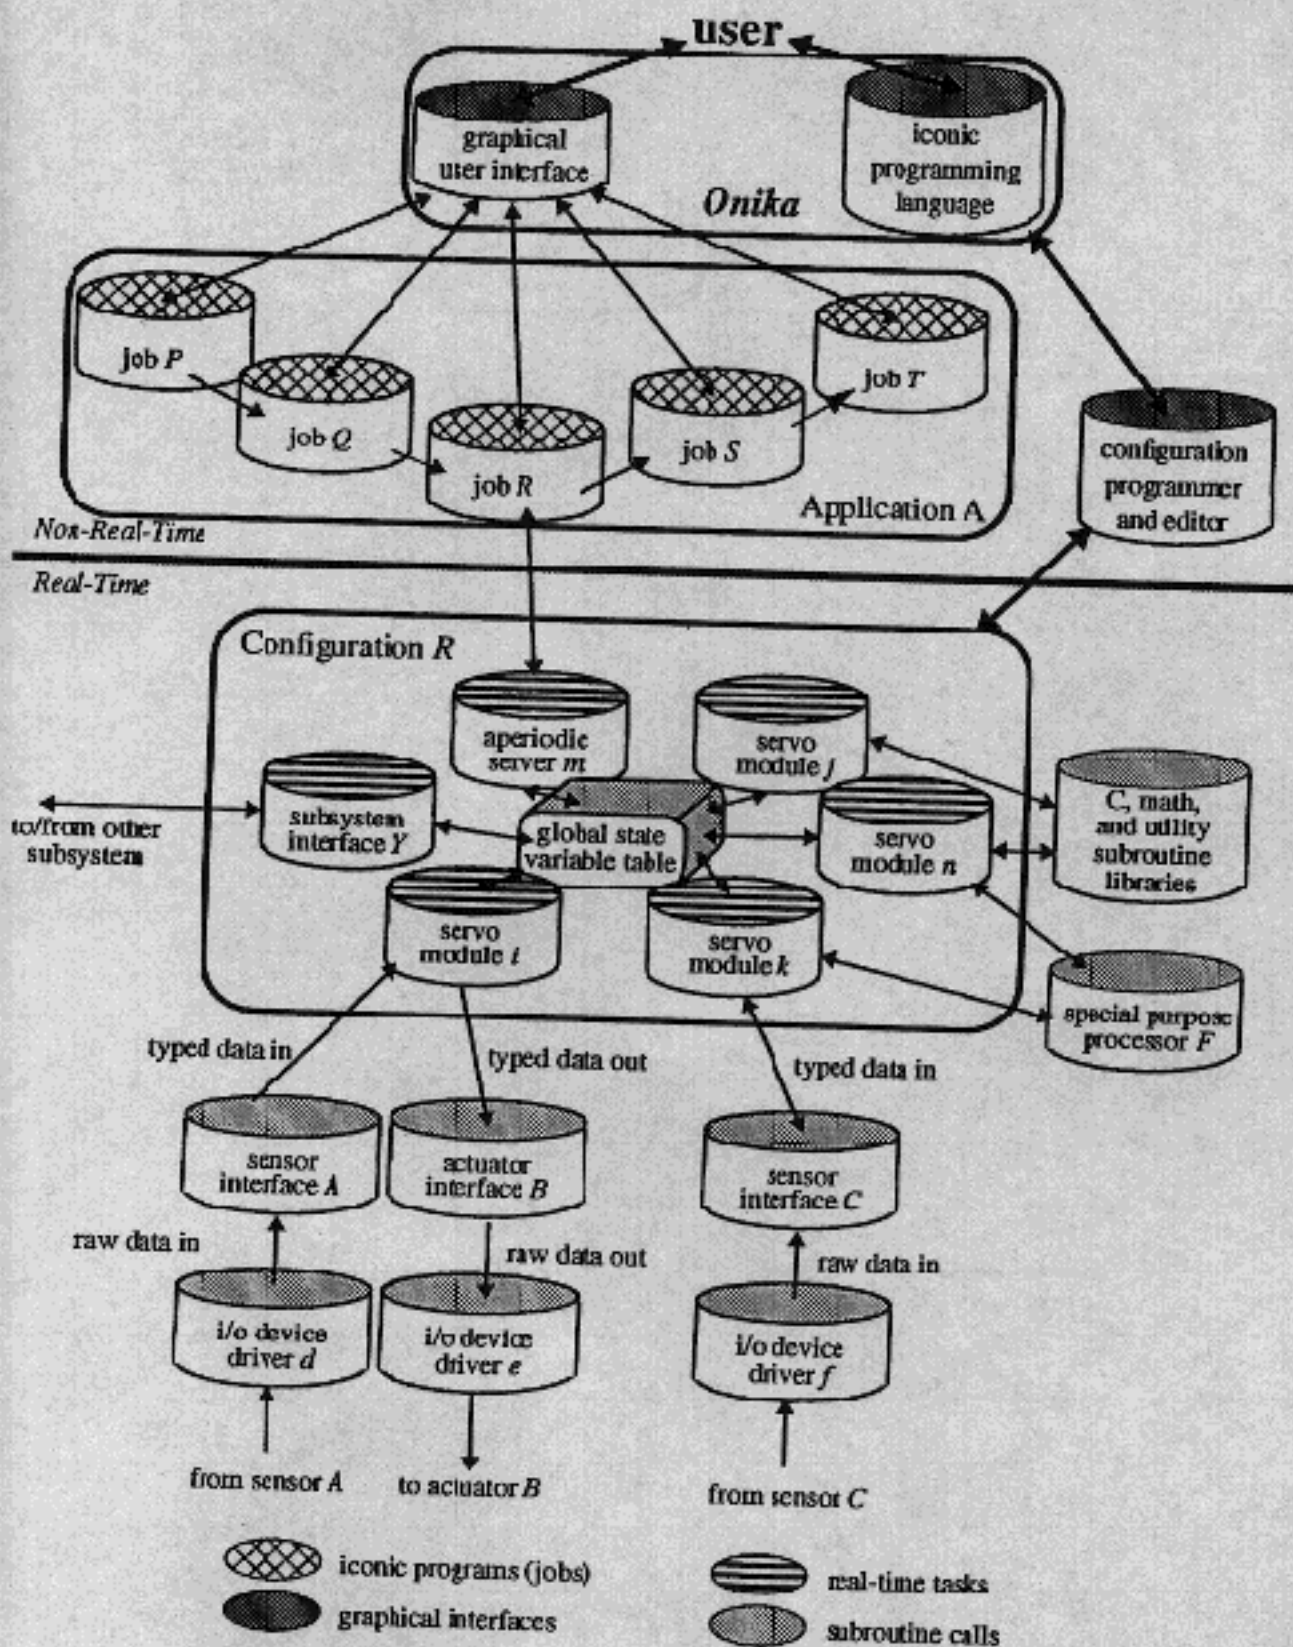 user
graphical
user interface
iconic
programming
language
Onika
job P
job Q
job R
job S
job T
Application A
configuration
programmer
and editor
Non-Real-Time
Real-Time
Configuration R
aperiodic
server m
servo
module j
subsystem
interface Y
to/from other
subsystem
global state
variable table
servo
module n
C, math,
and utility
subroutine
libraries
servo
module i
servo
module k
special purpose
processor F
typed data in
typed data out
typed data in
sensor
interface A
actuator
interface B
sensor
interface C
raw data in
raw data out
raw data in
i/o device
driver d
i/o device
driver e
i/o device
driver f
from sensor A
to actuator B
from sensor C
iconic programs (jobs)
real-time tasks
graphical interfaces
subroutine calls